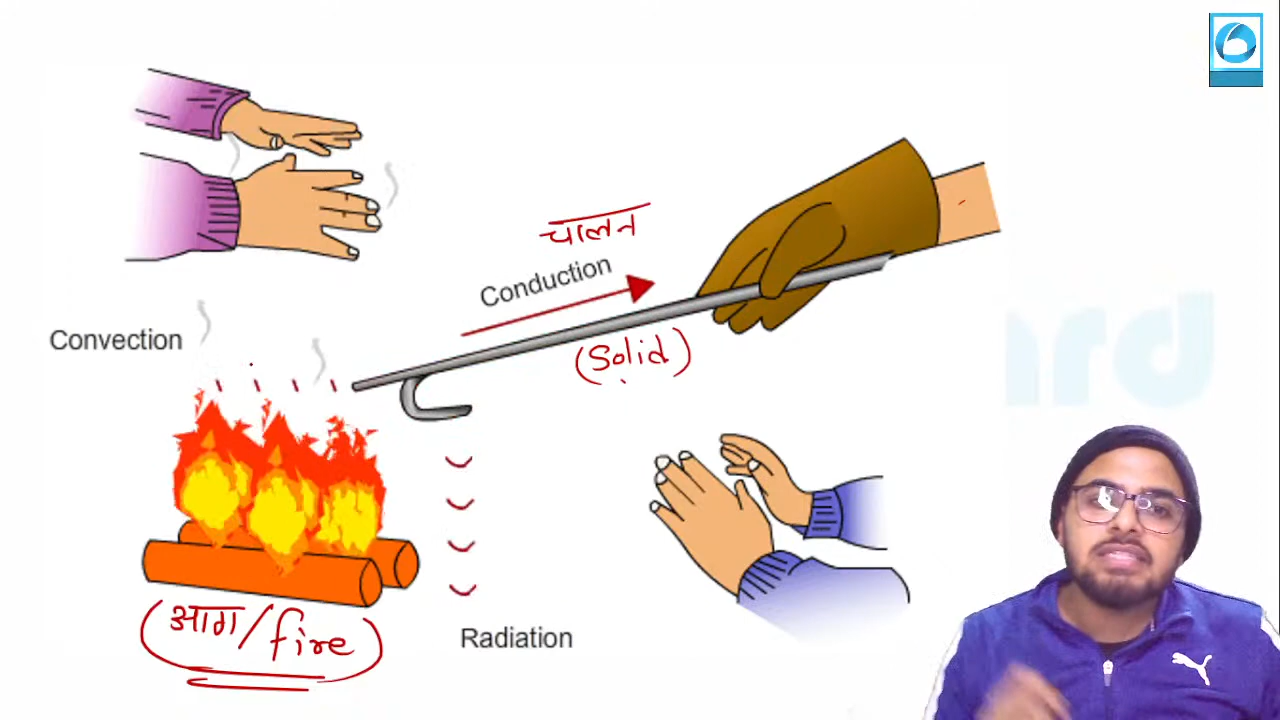 चालन
Conduction
(Solid)
Convection
(आग/fire)
Radiation